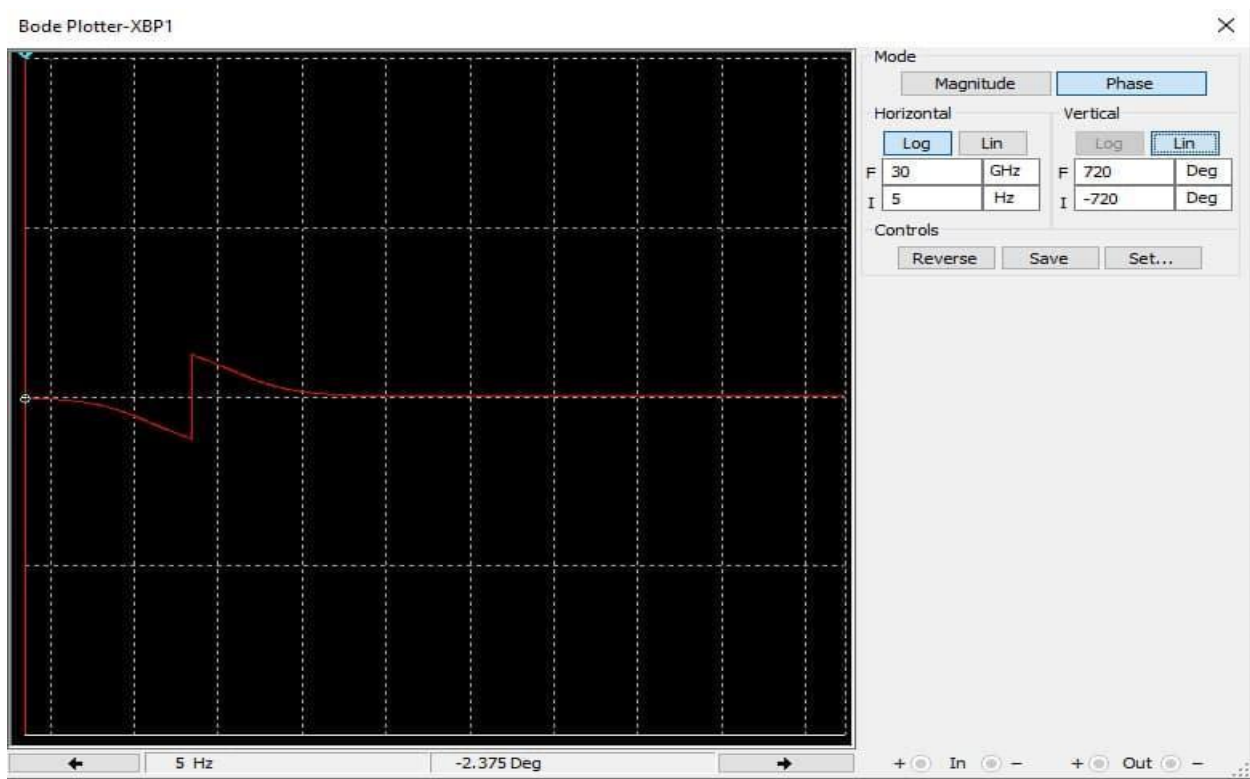 Bode Plotter-XBP1
Mode
Magnitude Phase
Horizontal Vertical
Log Lin Log Lin
F 30 GHz F 720 Deg
I 5 Hz I -720 Deg
Controls
Reverse Save Set...
5 Hz -2.375 Deg
+ In - + Out -